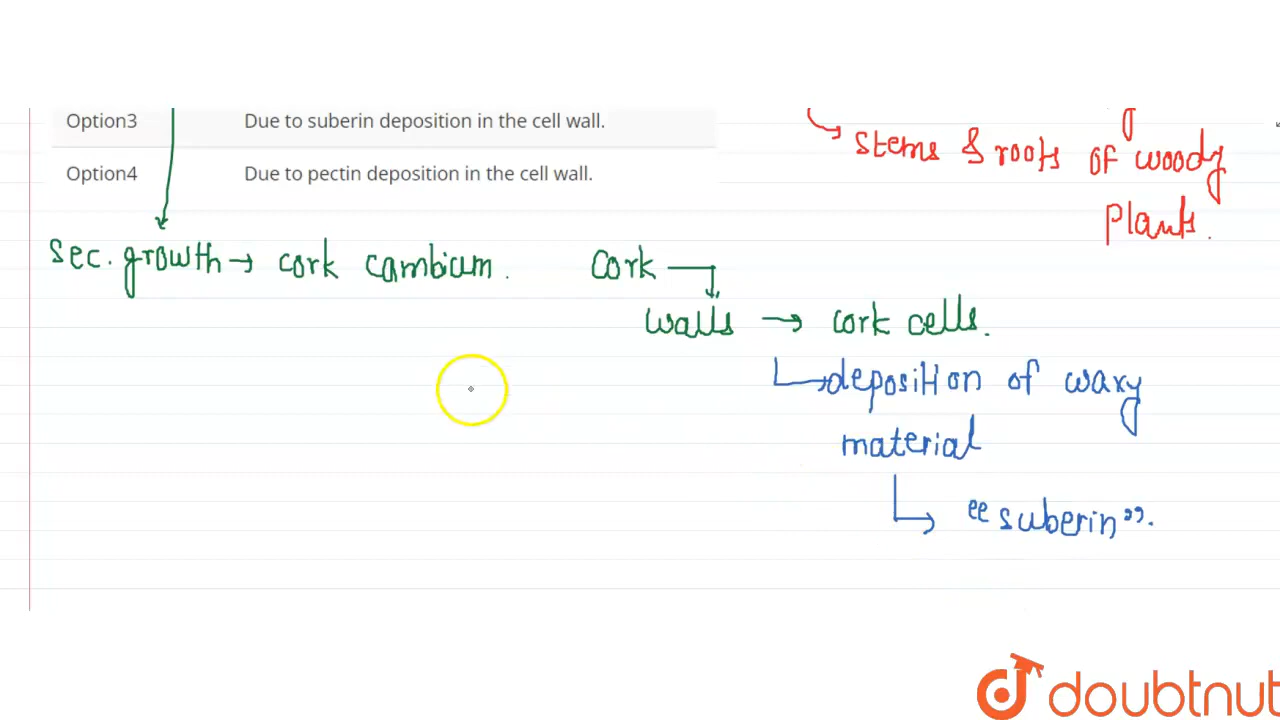 Option3 Due to suberin deposition in the cell wall.
Stems & roots of woody
Plants.
Option4 Due to pectin deposition in the cell wall.
Sec. growth → cork cambium.
Cork
walls → cork cells.
deposition of waxy
material
"suberin".
doubtnut